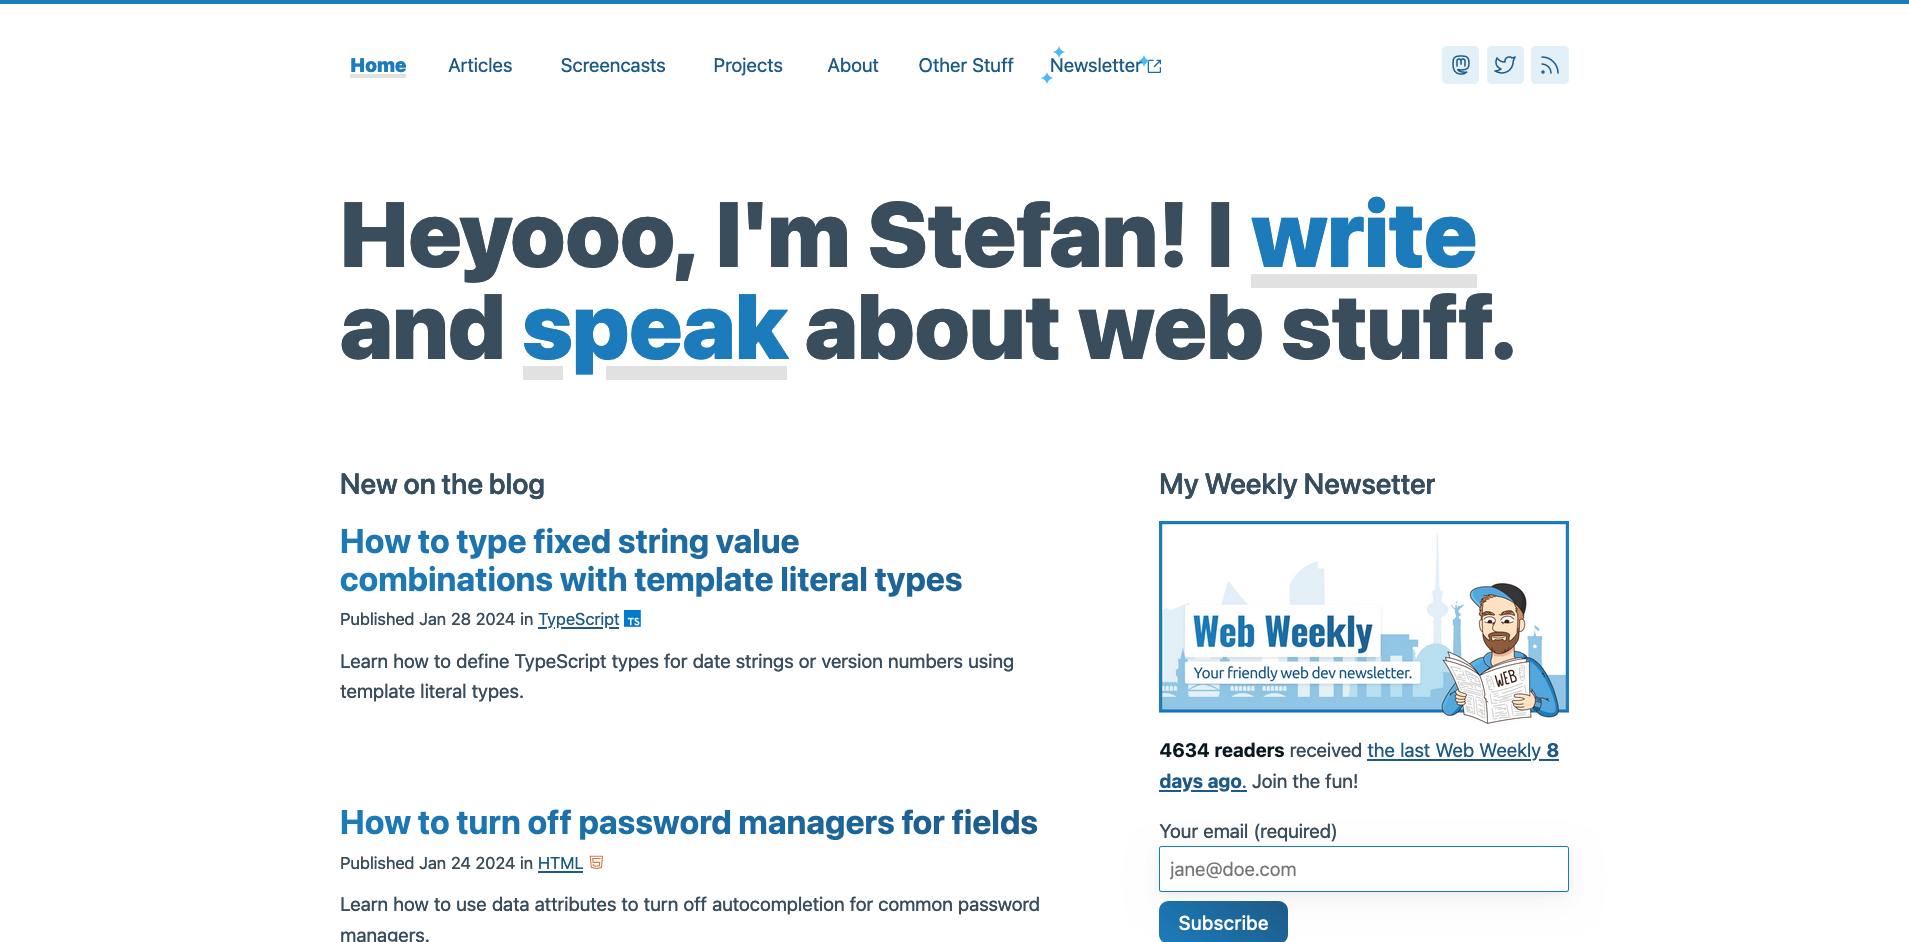 Home Articles Screencasts Projects About Other Stuff Newsletter
Heyooo, I'm Stefan! I write
and speak about web stuff.
New on the blog
How to type fixed string value
combinations with template literal types
Published Jan 28 2024 in TypeScript TS
Learn how to define TypeScript types for date strings or version numbers using
template literal types.
How to turn off password managers for fields
Published Jan 24 2024 in HTML
Learn how to use data attributes to turn off autocompletion for common password
managers.
My Weekly Newsetter
Web Weekly
Your friendly web dev newsletter.
WEB
4634 readers received the last Web Weekly 8
days ago. Join the fun!
Your email (required)
jane@doe.com
Subscribe